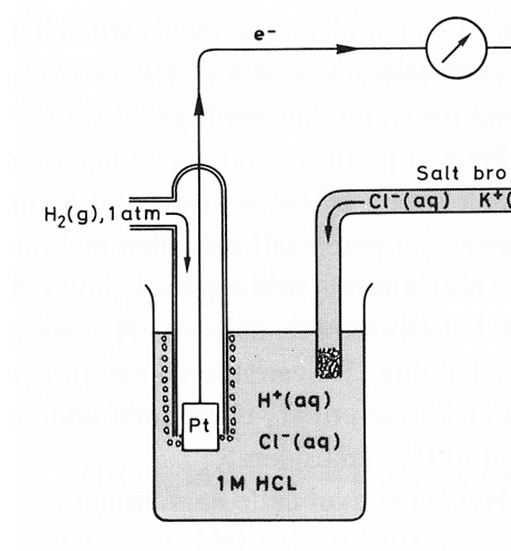 e⁻
Salt bro
H₂(g), 1 atm
Cl⁻(aq) K⁺(
Pt
H⁺(aq)
Cl⁻(aq)
1M HCL